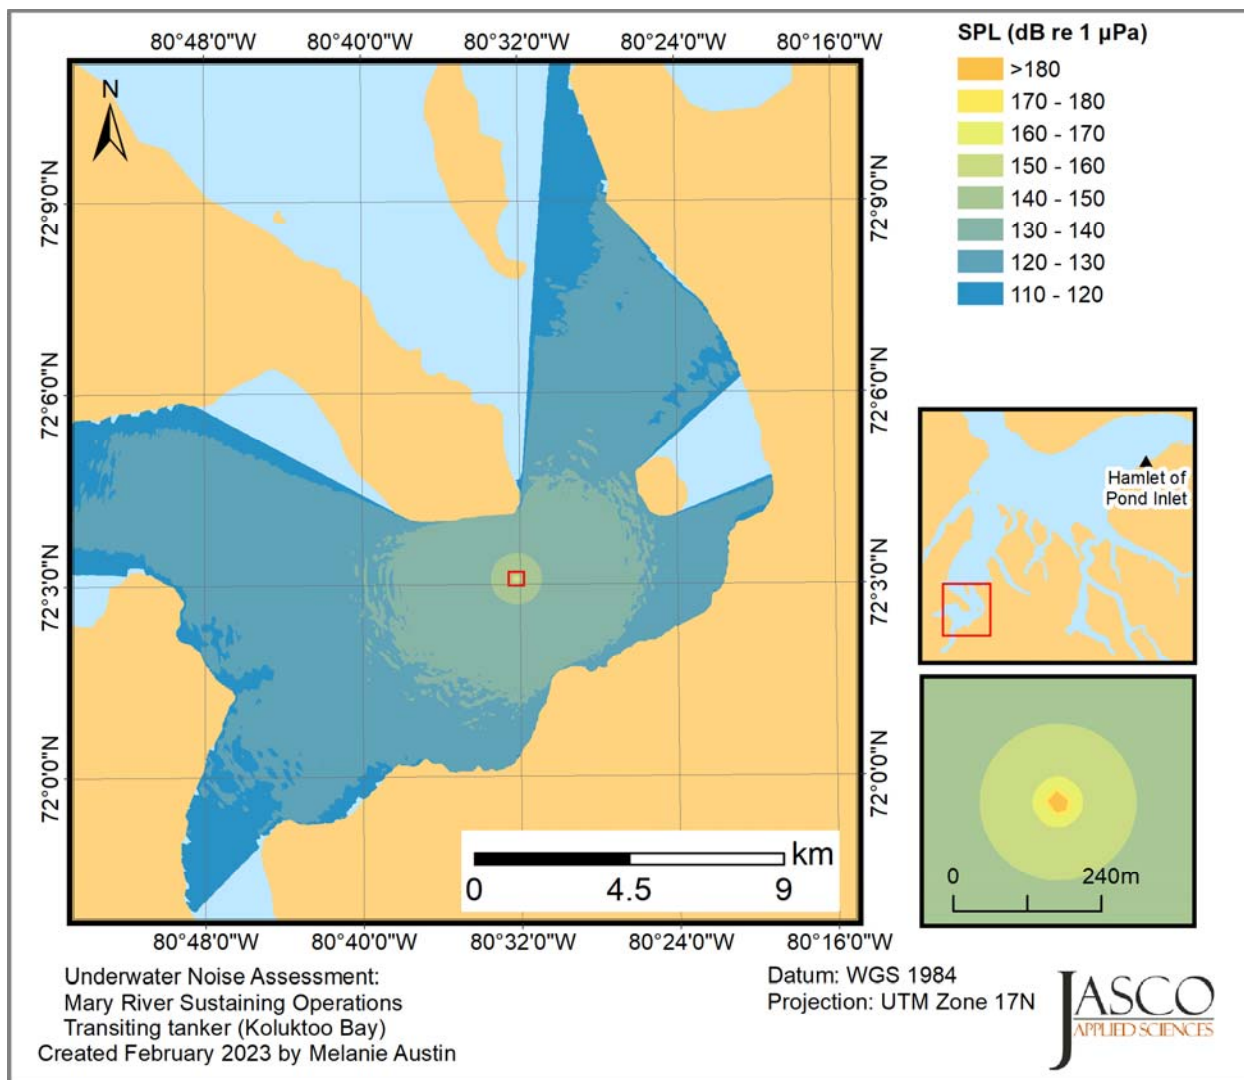 80°48'0"W 80°40'0"W 80°32'0"W 80°24'0"W 80°16'0"W
N
72°9'0"N
72°6'0"N
72°3'0"N
72°0'0"N
72°9'0"N
72°6'0"N
72°3'0"N
72°0'0"N
km
0 4.5 9
80°48'0"W 80°40'0"W 80°32'0"W 80°24'0"W 80°16'0"W
SPL (dB re 1 µPa)
>180
170 - 180
160 - 170
150 - 160
140 - 150
130 - 140
120 - 130
110 - 120
Hamlet of
Pond Inlet
0 240m
Underwater Noise Assessment:
Mary River Sustaining Operations
Transiting tanker (Koluktoo Bay)
Created February 2023 by Melanie Austin
Datum: WGS 1984
Projection: UTM Zone 17N
JASCO
APPLIED SCIENCES